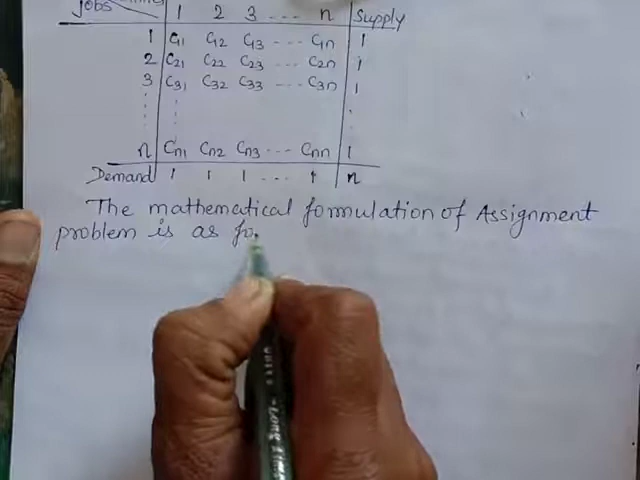 Jobs
1 2 3 .... n Supply
1 C11 C12 C13 --- C1n 1
2 C21 C22 C23 ... C2n 1
3 C31 C32 C33 ... C3n 1
n Cn1 Cn2 Cn3 ... Cnn 1
Demand 1 1 1 ... 1 n
The mathematical formulation of Assignment
problem is as fo